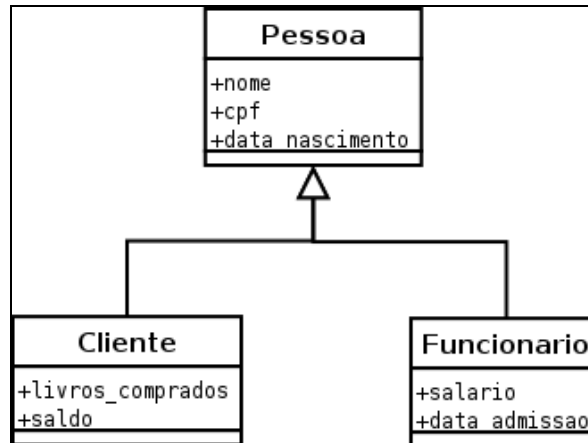 Pessoa
+nome
+cpf
+data_nascimento
Cliente
+livros_comprados
+saldo
Funcionario
+salario
+data_admissao